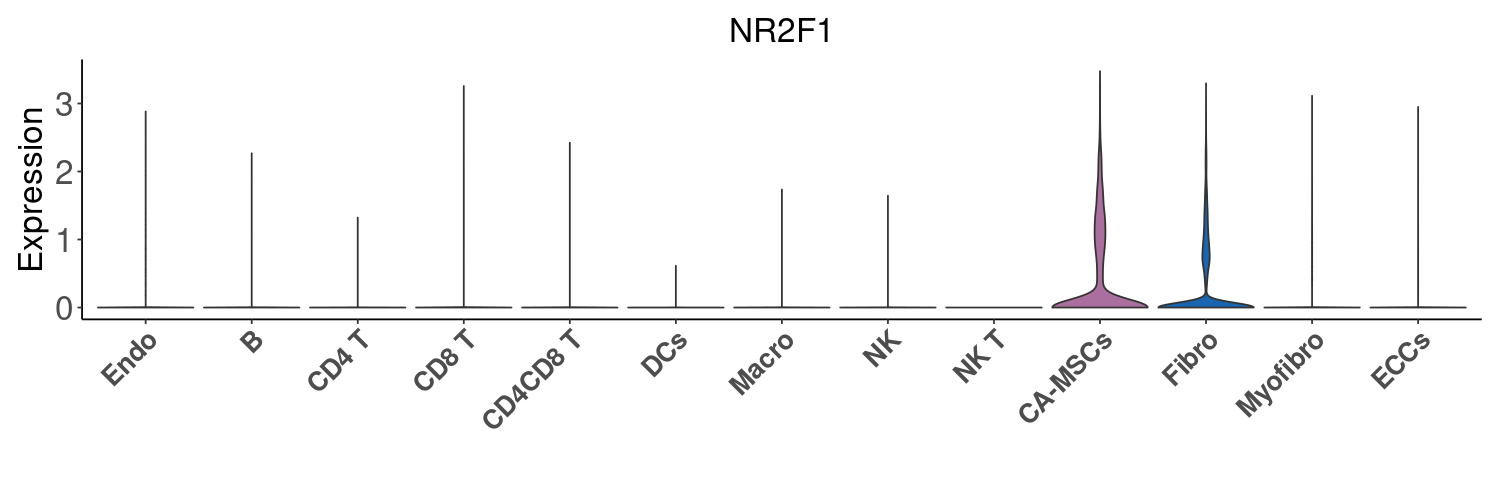 NR2F1
Expression
3
2
1
0
Endo
B
CD4 T
CD8 T
CD4CD8 T
DCs
Macro
NK
NK T
CA-MSCs
Fibro
Myofibro
ECCs